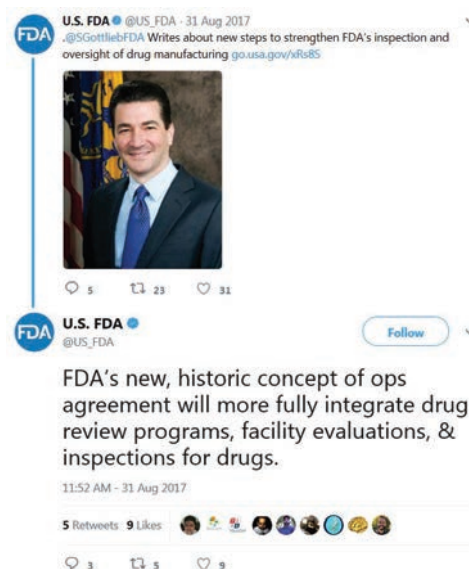 FDA
U.S. FDA @US_FDA · 31 Aug 2017
.@SGottliebFDA Writes about new steps to strengthen FDA's inspection and
oversight of drug manufacturing go.usa.gov/xRs8S
5 23 31
FDA
U.S. FDA
@US_FDA
Follow
FDA's new, historic concept of ops
agreement will more fully integrate drug
review programs, facility evaluations, &
inspections for drugs.
11:52 AM - 31 Aug 2017
5 Retweets 9 Likes
3 5 9